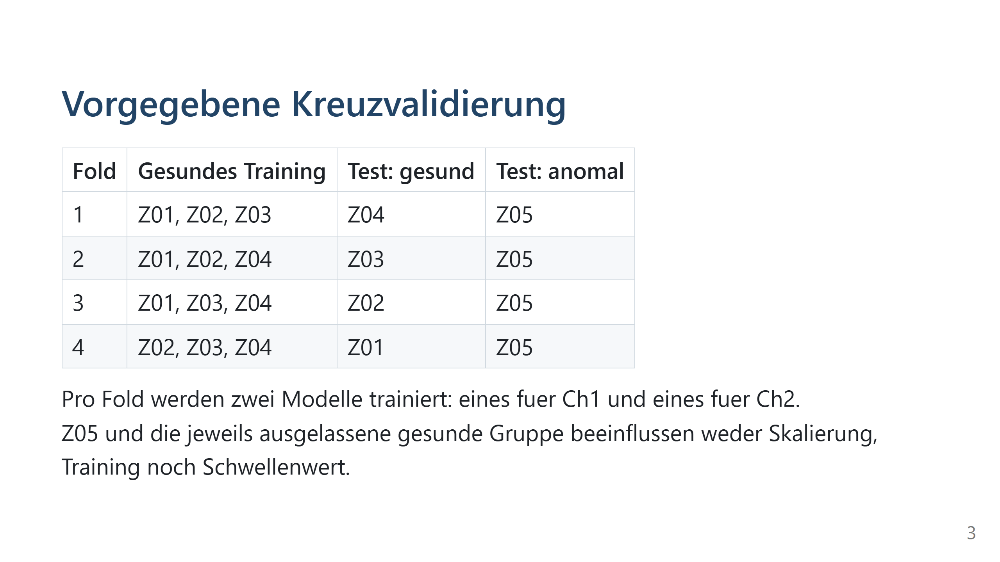 Vorgegebene Kreuzvalidierung
Fold Gesundes Training Test: gesund Test: anomal
1 Z01, Z02, Z03 Z04 Z05
2 Z01, Z02, Z04 Z03 Z05
3 Z01, Z03, Z04 Z02 Z05
4 Z02, Z03, Z04 Z01 Z05
Pro Fold werden zwei Modelle trainiert: eines fuer Ch1 und eines fuer Ch2.
Z05 und die jeweils ausgelassene gesunde Gruppe beeinflussen weder Skalierung,
Training noch Schwellenwert.
3